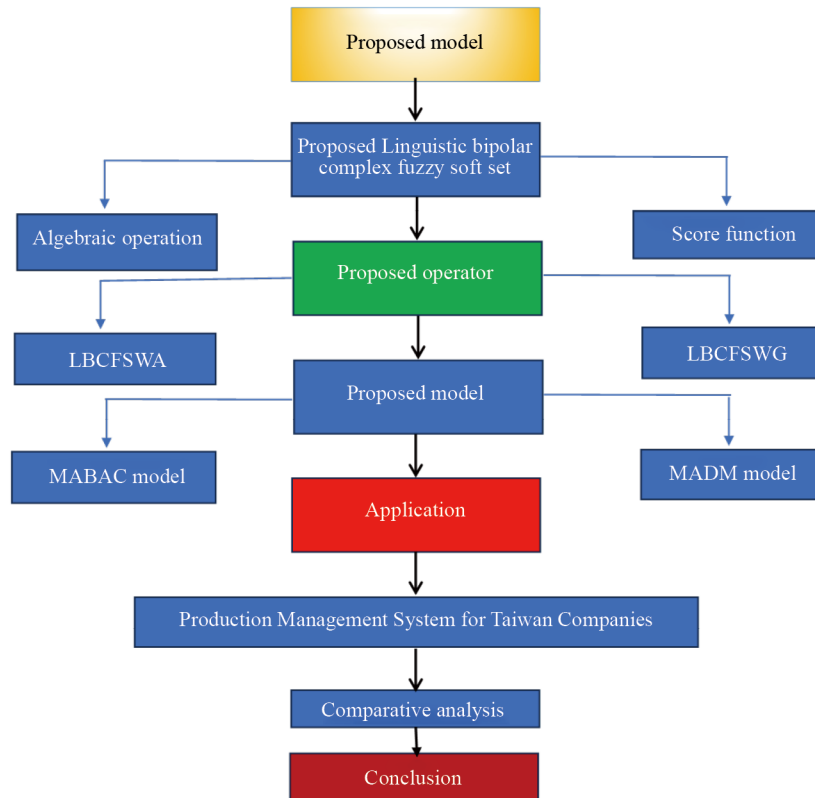 Proposed model
Proposed Linguistic bipolar
complex fuzzy soft set
Algebraic operation
Score function
Proposed operator
LBCFSWA
LBCFSWG
Proposed model
MABAC model
MADM model
Application
Production Management System for Taiwan Companies
Comparative analysis
Conclusion